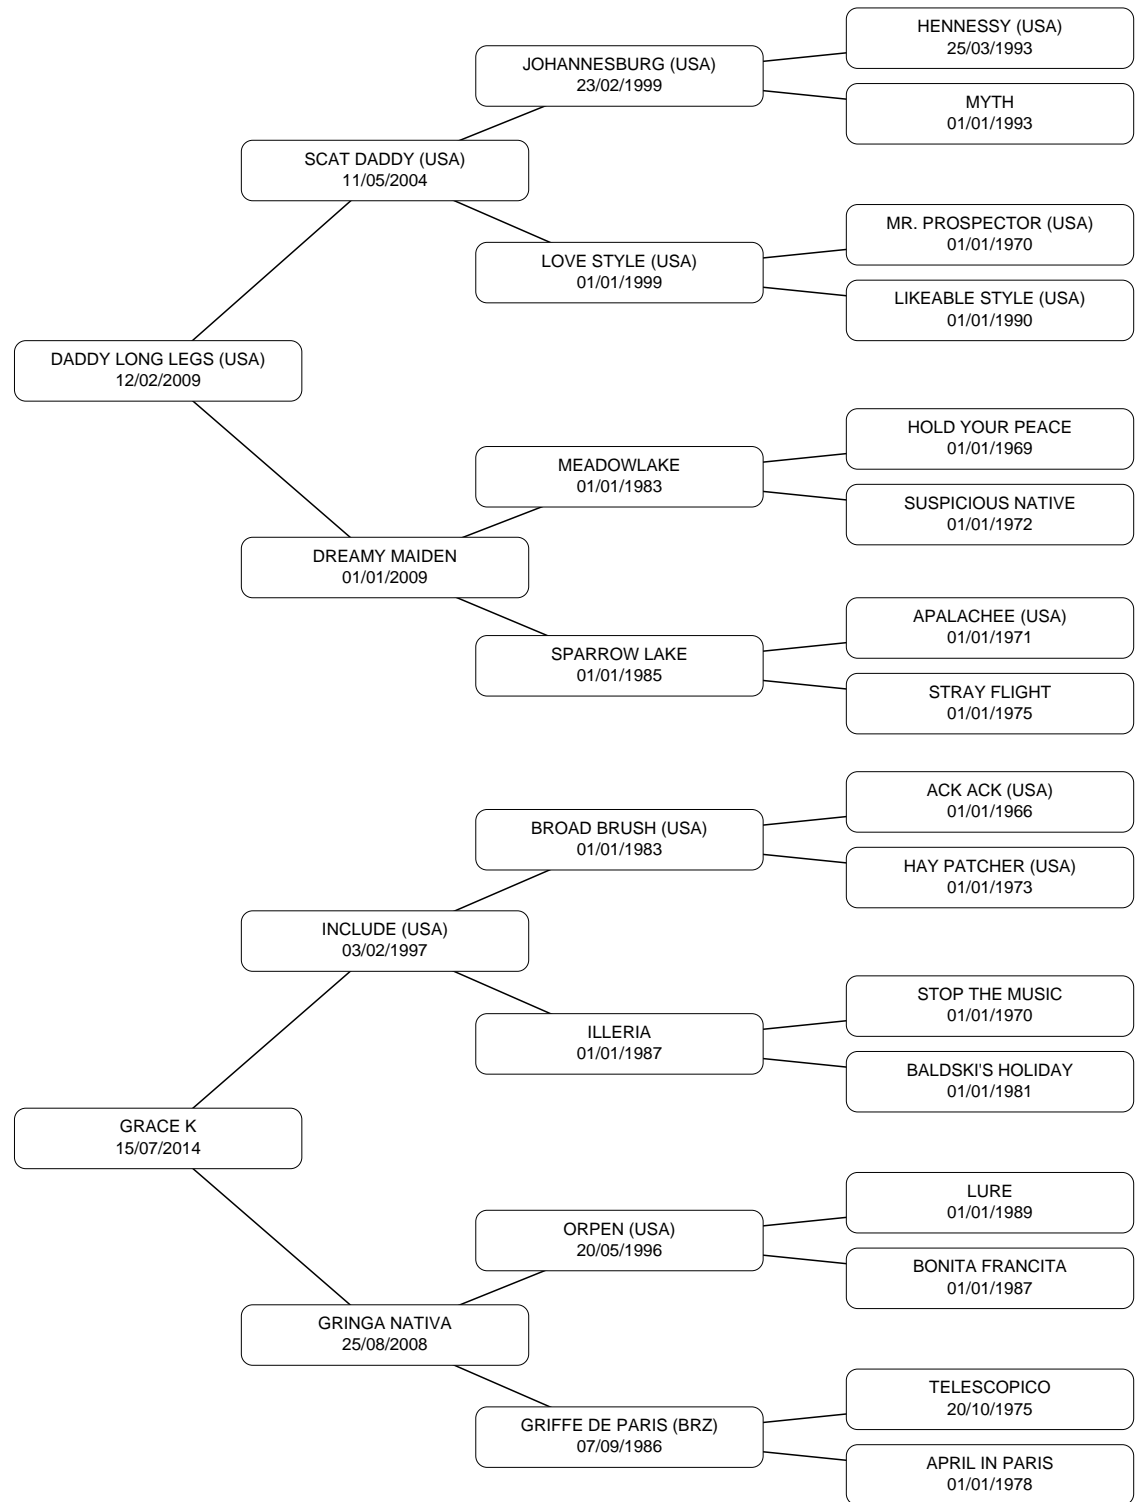 HENNESSY (USA)
25/03/1993
JOHANNESBURG (USA)
23/02/1999
MYTH
01/01/1993
SCAT DADDY (USA)
11/05/2004
MR. PROSPECTOR (USA)
01/01/1970
LOVE STYLE (USA)
01/01/1999
LIKEABLE STYLE (USA)
01/01/1990
DADDY LONG LEGS (USA)
12/02/2009
HOLD YOUR PEACE
01/01/1969
MEADOWLAKE
01/01/1983
SUSPICIOUS NATIVE
01/01/1972
DREAMY MAIDEN
01/01/2009
APALACHEE (USA)
01/01/1971
SPARROW LAKE
01/01/1985
STRAY FLIGHT
01/01/1975
ACK ACK (USA)
01/01/1966
BROAD BRUSH (USA)
01/01/1983
HAY PATCHER (USA)
01/01/1973
INCLUDE (USA)
03/02/1997
STOP THE MUSIC
01/01/1970
ILLERIA
01/01/1987
BALDSKI'S HOLIDAY
01/01/1981
GRACE K
15/07/2014
LURE
01/01/1989
ORPEN (USA)
20/05/1996
BONITA FRANCITA
01/01/1987
GRINGA NATIVA
25/08/2008
TELESCOPICO
20/10/1975
GRIFFE DE PARIS (BRZ)
07/09/1986
APRIL IN PARIS
01/01/1978